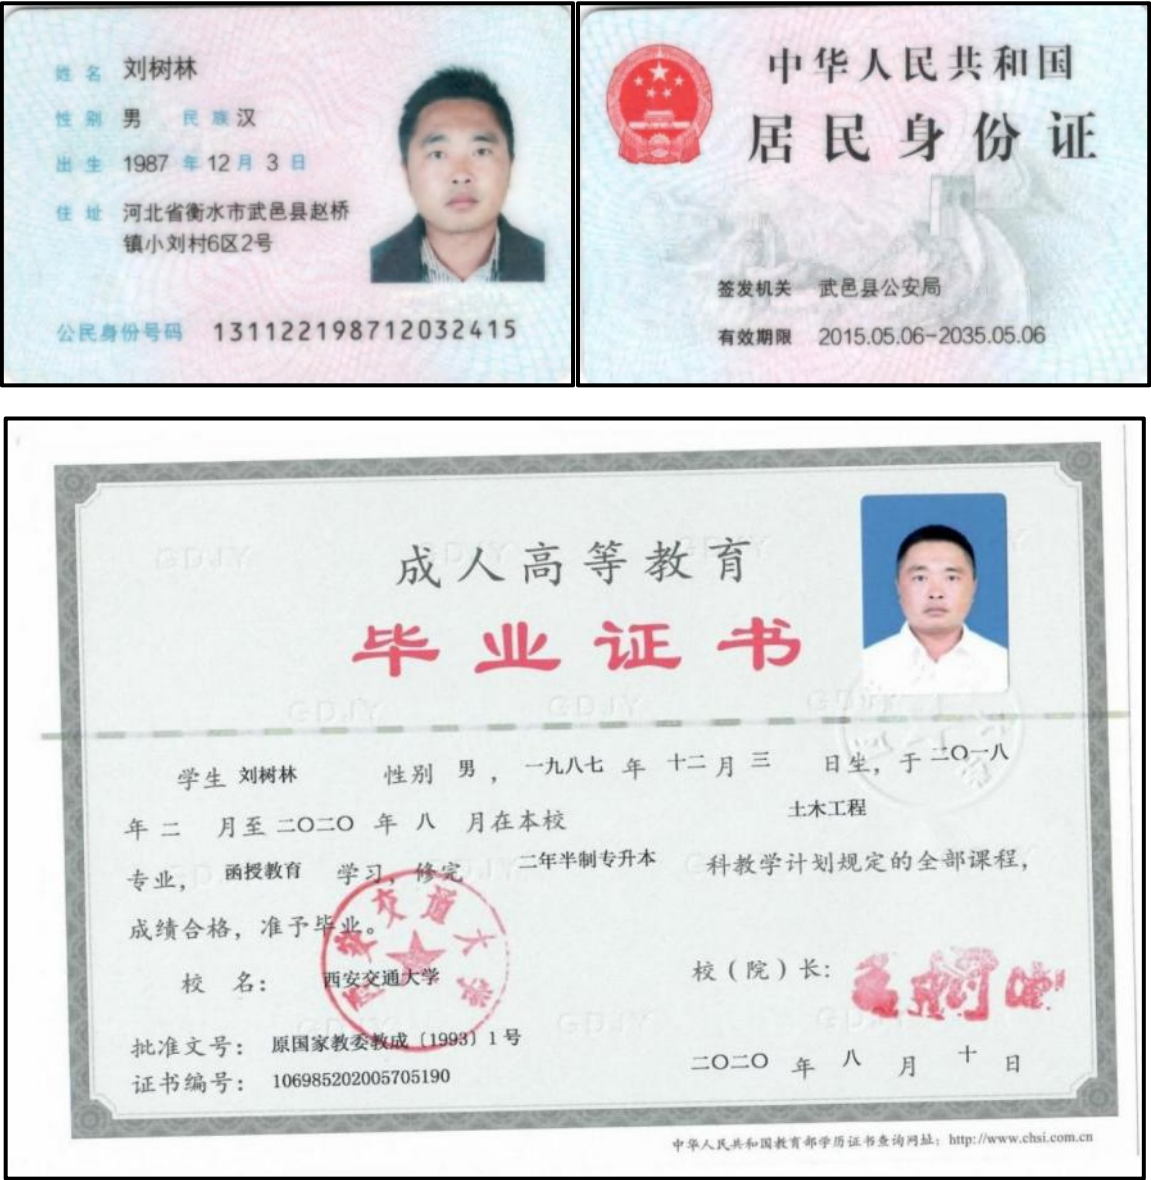 姓名 刘树林
性别 男 民族 汉
出生 1987 年 12 月 3 日
住址 河北省衡水市武邑县赵桥
镇小刘村6区2号
公民身份号码 131122198712032415
中华人民共和国
居民身份证
签发机关 武邑县公安局
有效期限 2015.05.06-2035.05.06
成人高等教育
毕业证书
学生 刘树林 性别 男 ， 一九八七 年 十二 月 三 日生，于 二〇一八
年 二 月至 二〇二〇 年 八 月在本校 土木工程
专业， 函授教育 学习，修完 二年半制专升本 科教学计划规定的全部课程，
成绩合格，准予毕业。
西安交通大学
校 名： 西安交通大学 校（院）长：
批准文号： 原国家教委教成〔1993〕1号
证书编号： 106985202005705190
二〇二〇 年 八 月 十 日
中华人民共和国教育部学历证书查询网址：http://www.chsi.com.cn
GDJY
GDJY
GDJY
GDJY
GDJY
GDJY